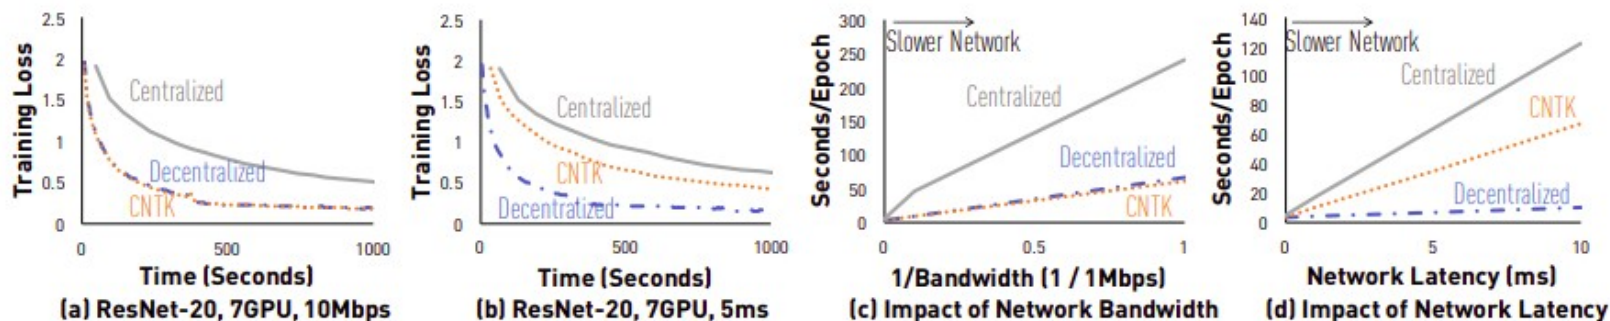 2.5
2
1.5
1
0.5
0
0
500
1000
Training Loss
Centralized
Decentralized
CNTK
Time (Seconds)
(a) ResNet-20, 7GPU, 10Mbps
2.5
2
1.5
1
0.5
0
0
500
1000
Training Loss
Centralized
CNTK
Decentralized
Time (Seconds)
(b) ResNet-20, 7GPU, 5ms
300
250
200
150
100
50
0
0
0.5
1
Seconds/Epoch
Slower Network
Centralized
Decentralized
CNTK
1/Bandwidth (1 / 1Mbps)
(c) Impact of Network Bandwidth
140
120
100
80
60
40
20
0
0
5
10
Seconds/Epoch
Slower Network
Centralized
CNTK
Decentralized
Network Latency (ms)
(d) Impact of Network Latency